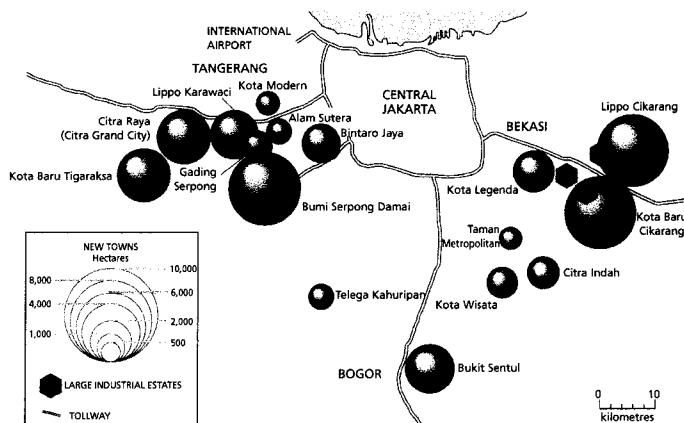 INTERNATIONAL
AIRPORT
TANGERANG
Lippo Karawaci
Kota Modern
Citra Raya
(Citra Grand City)
Alam Sutera
Bintaro Jaya
CENTRAL
JAKARTA
Lippo Cikarang
BEKASI
Kota Baru Tigaraksa
Gading
Serpong
Bumi Serpong Damai
Kota Legenda
Kota Baru
Cikarang
Taman
Metropolitan
Citra Indah
Kota Wisata
Telega Kahuripan
BOGOR
Bukit Sentul
NEW TOWNS
Hectares
10,000
8,000
6,000
4,000
2,000
1,000
500
LARGE INDUSTRIAL ESTATES
TOLLWAY
0 10
kilometres